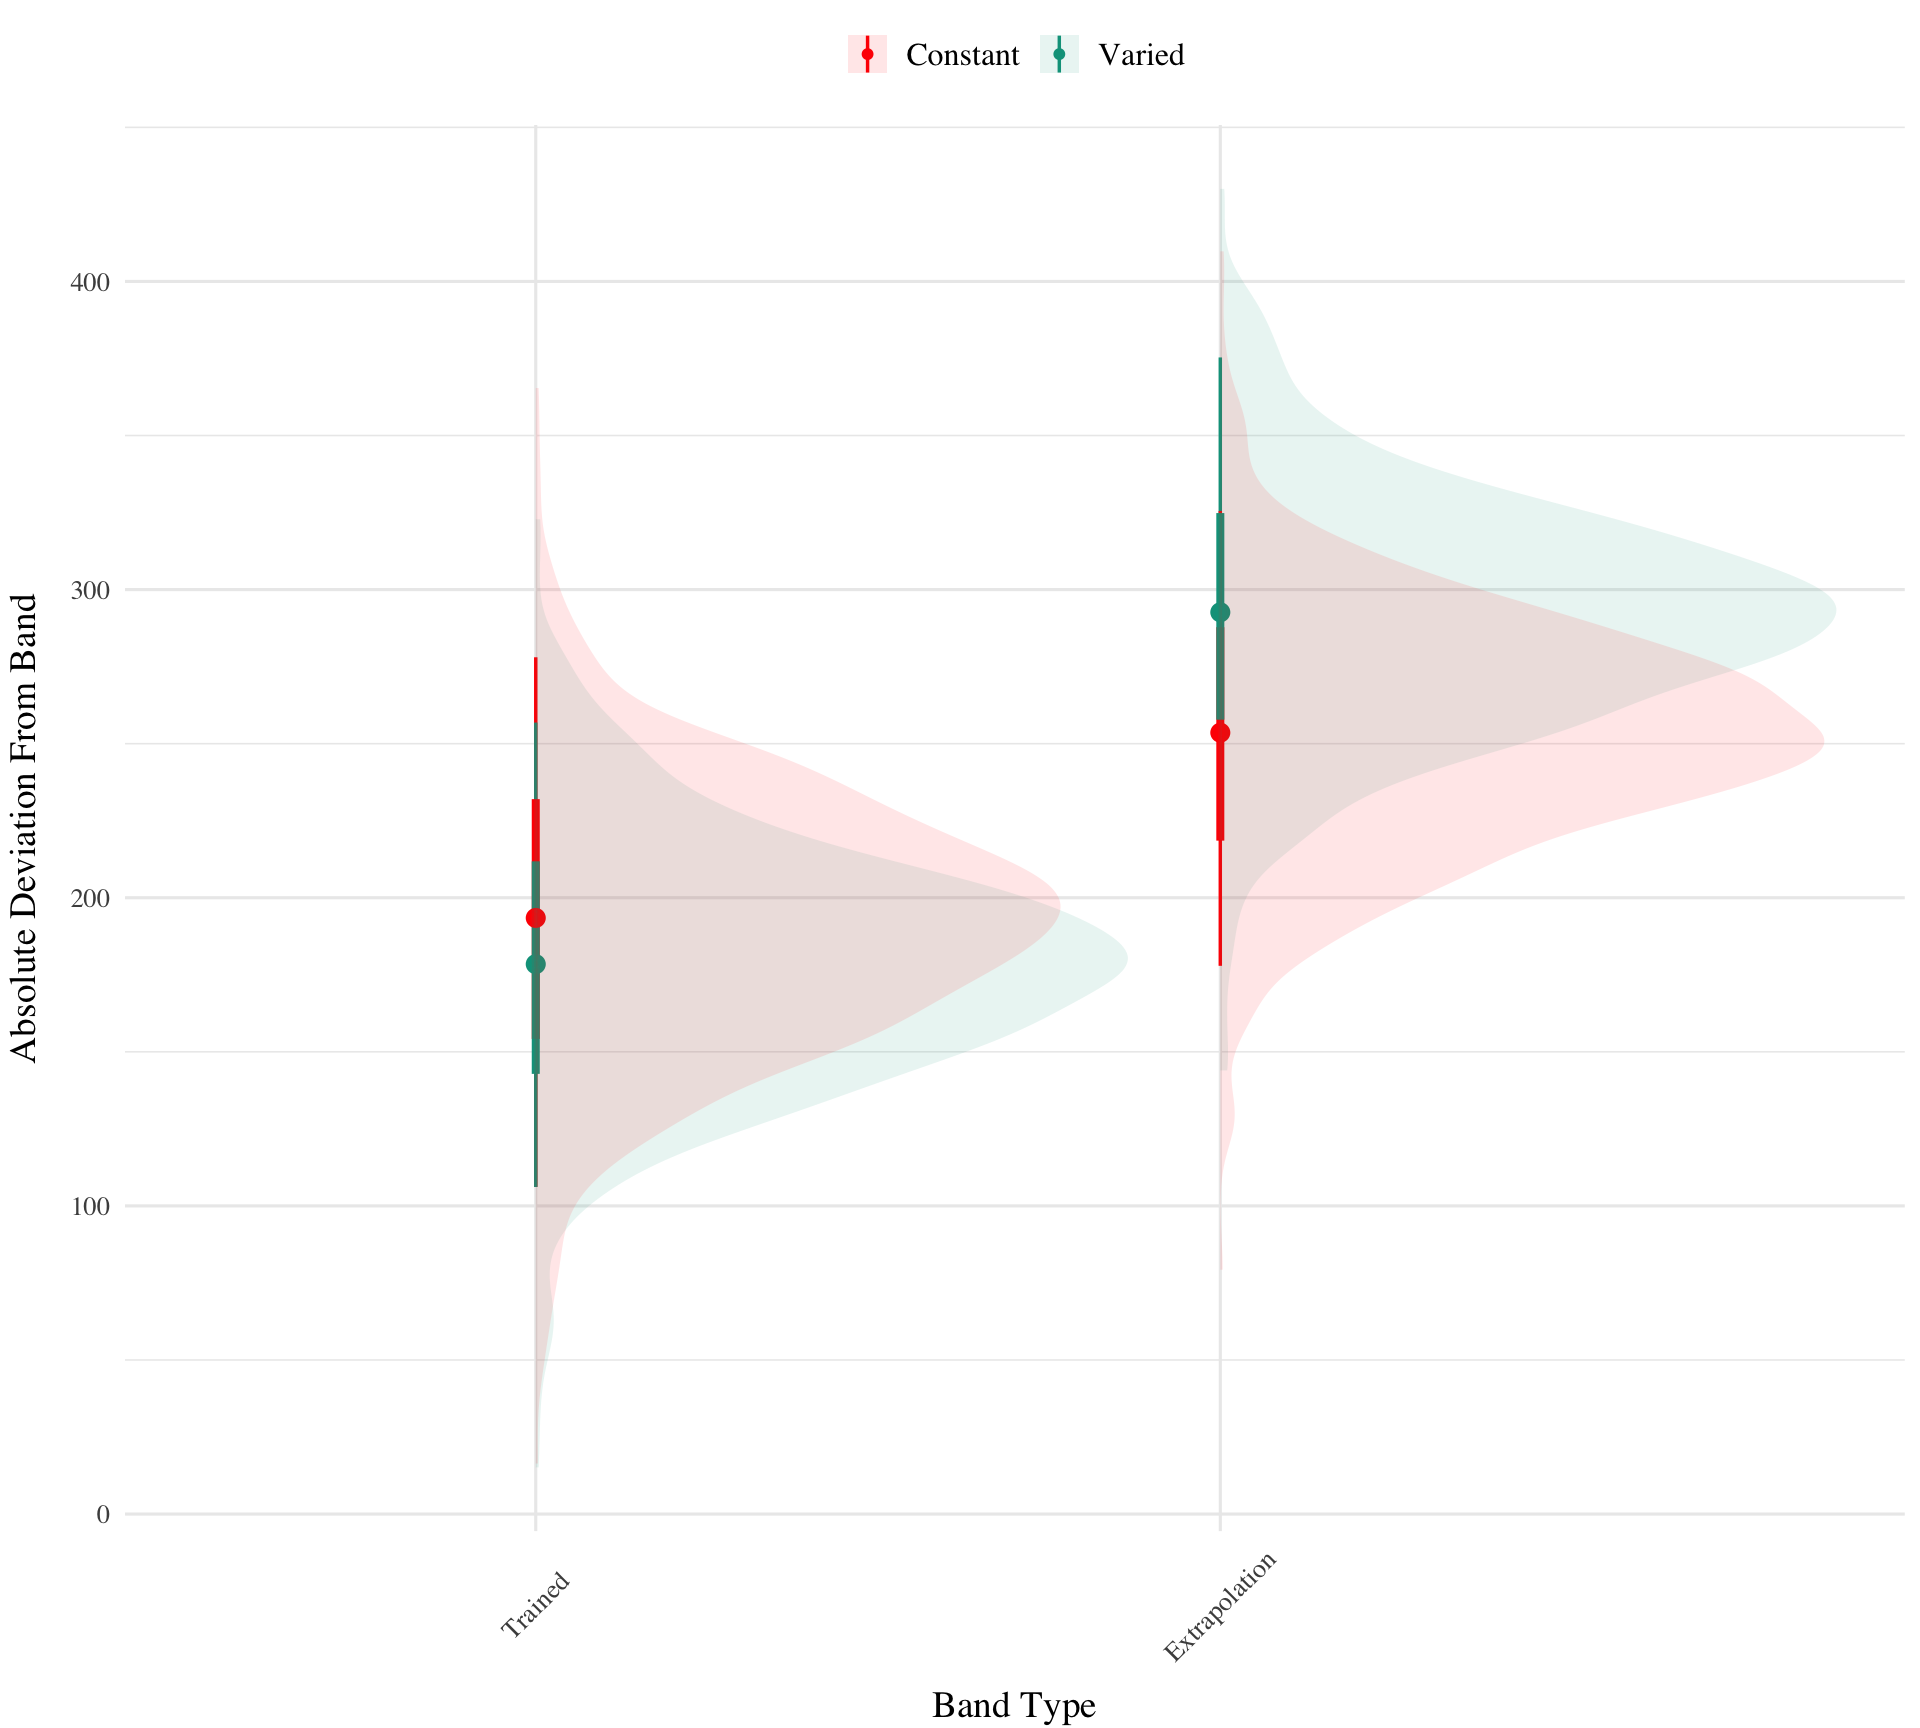 Constant Varied
400
300
200
100
0
Absolute Deviation From Band
Trained
Extrapolation
Band Type